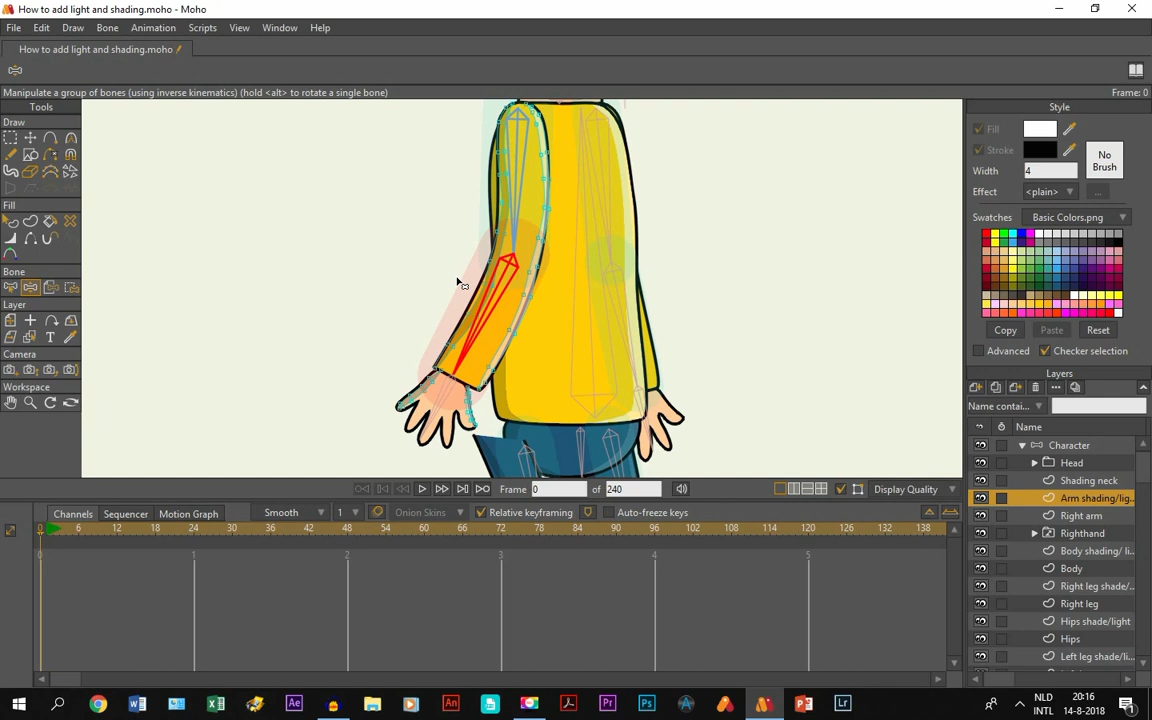 How to add light and shading.moho - Moho
File Edit Draw Bone Animation Scripts View Window Help
How to add light and shading.moho
Manipulate a group of bones (using inverse kinematics) (hold <alt> to rotate a single bone) Frame: 0
Tools
Draw
Fill
Bone
Layer
Camera
Workspace
Style
Fill
Stroke
No Brush
Width 4
Effect <plain> ...
Swatches Basic Colors.png
Copy Paste Reset
Advanced Checker selection
Layers
Name contai...
Name
Character
Head
Shading neck
Arm shading/lig...
Right arm
Righthand
Body shading/ li...
Body
Right leg shade/...
Right leg
Hips shade/light
Hips
Left leg shade/li...
Frame 0 of 240 Display Quality
Channels Sequencer Motion Graph Smooth 1 Onion Skins Relative keyframing Auto-freeze keys
0 6 12 18 24 30 36 42 48 54 60 66 72 78 84 90 96 102 108 114 120 126 132 138
0 1 2 3 4 5
NLD 20:16
INTL 14-8-2018